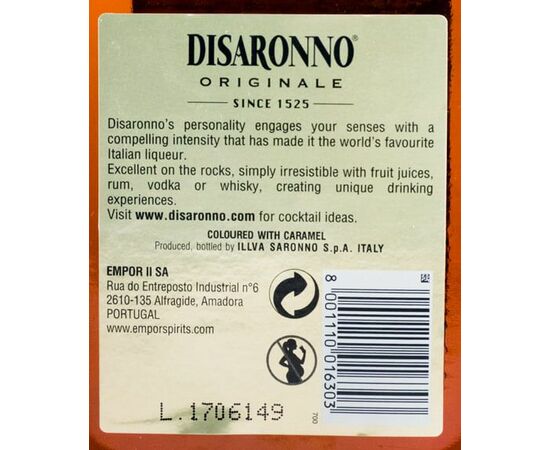 DISARONNO®
ORIGINALE
SINCE 1525
Disaronno's personality engages your senses with a
compelling intensity that has made it the world's favourite
Italian liqueur.
Excellent on the rocks, simply irresistible with fruit juices,
rum, vodka or whisky, creating unique drinking
experiences.
Visit www.disaronno.com for cocktail ideas.
COLOURED WITH CARAMEL
Produced, bottled by ILLVA SARONNO S.p.A. ITALY
EMPOR II SA
Rua do Entreposto Industrial nº6
2610-135 Alfragide, Amadora
PORTUGAL
www.emporspirits.com
8 001110 016303
L.1706149
700